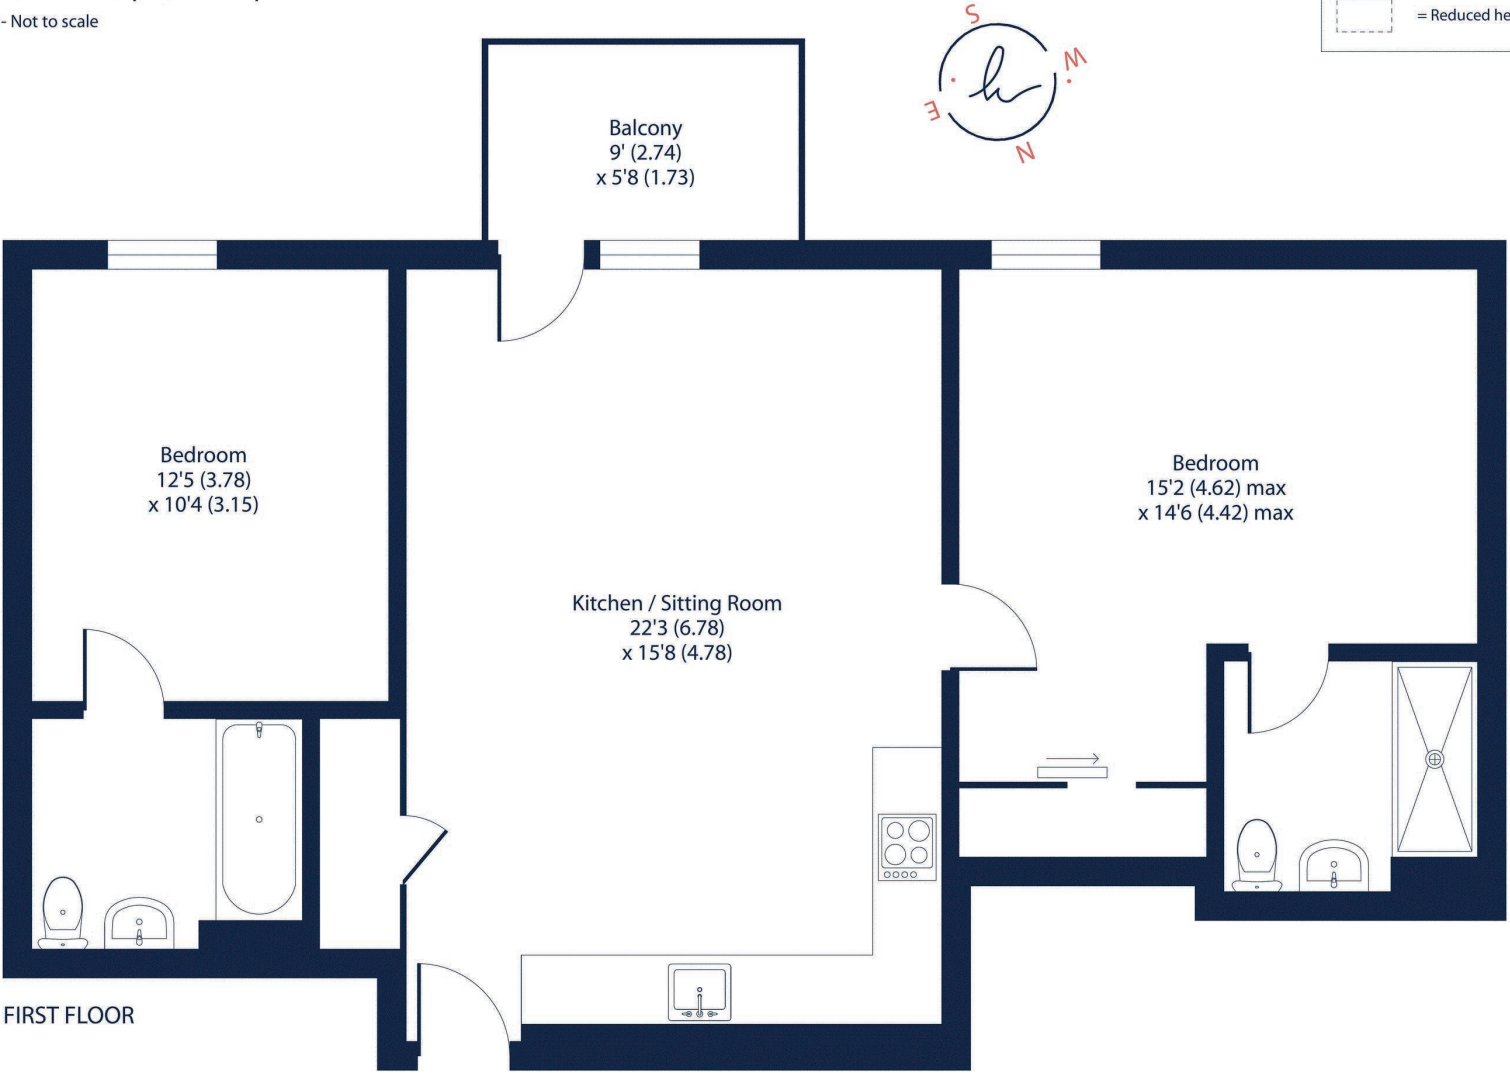 - Not to scale
= Reduced he
S
W
E
N
Balcony
9' (2.74)
x 5'8 (1.73)
Bedroom
12'5 (3.78)
x 10'4 (3.15)
Bedroom
15'2 (4.62) max
x 14'6 (4.42) max
Kitchen / Sitting Room
22'3 (6.78)
x 15'8 (4.78)
FIRST FLOOR